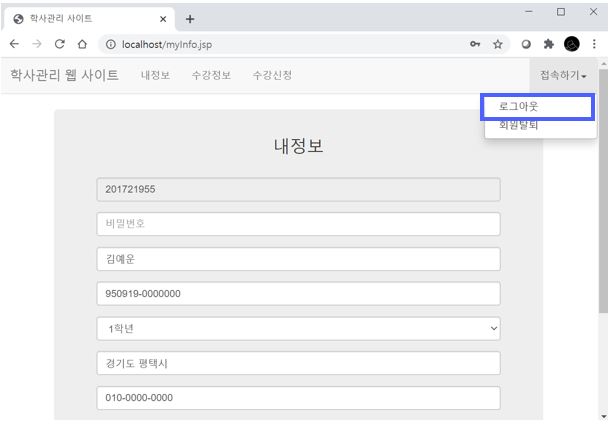 학사관리 사이트
localhost/myInfo.jsp
학사관리 웹 사이트 내정보 수강정보 수강신청 접속하기
로그아웃
회원탈퇴
내정보
201721955
비밀번호
김예운
950919-0000000
1학년
경기도 평택시
010-0000-0000